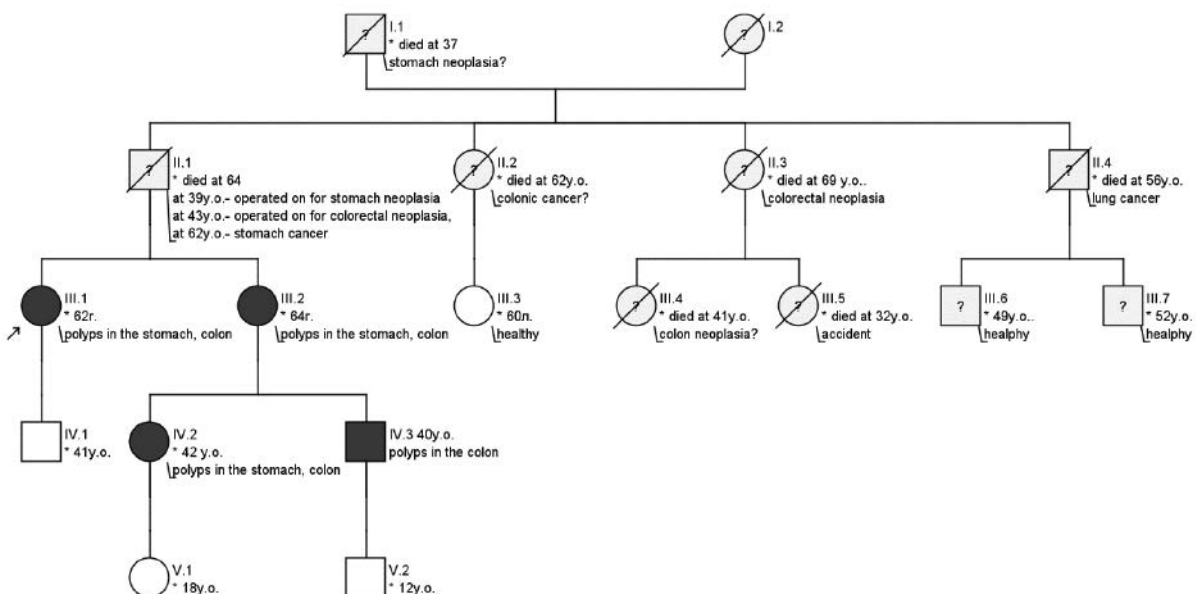 I.1
* died at 37
stomach neoplasia?
?
I.2
?
II.1
* died at 64
at 39y.o.- operated on for stomach neoplasia
at 43y.o.- operated on for colorectal neoplasia,
at 62y.o.- stomach cancer
?
II.2
* died at 62y.o.
colonic cancer?
?
II.3
* died at 69 y.o..
colorectal neoplasia
?
II.4
* died at 56y.o.
lung cancer
?
III.1
* 62r.
polyps in the stomach, colon
III.2
* 64r.
polyps in the stomach, colon
III.3
* 60л.
healthy
III.4
* died at 41y.o.
colon neoplasia?
?
III.5
* died at 32y.o.
accident
?
III.6
* 49y.o..
healphy
?
III.7
* 52y.o.
healphy
?
IV.1
* 41y.o.
IV.2
* 42 y.o.
polyps in the stomach, colon
IV.3 40y.o.
polyps in the colon
V.1
* 18y.o.
V.2
* 12y.o.